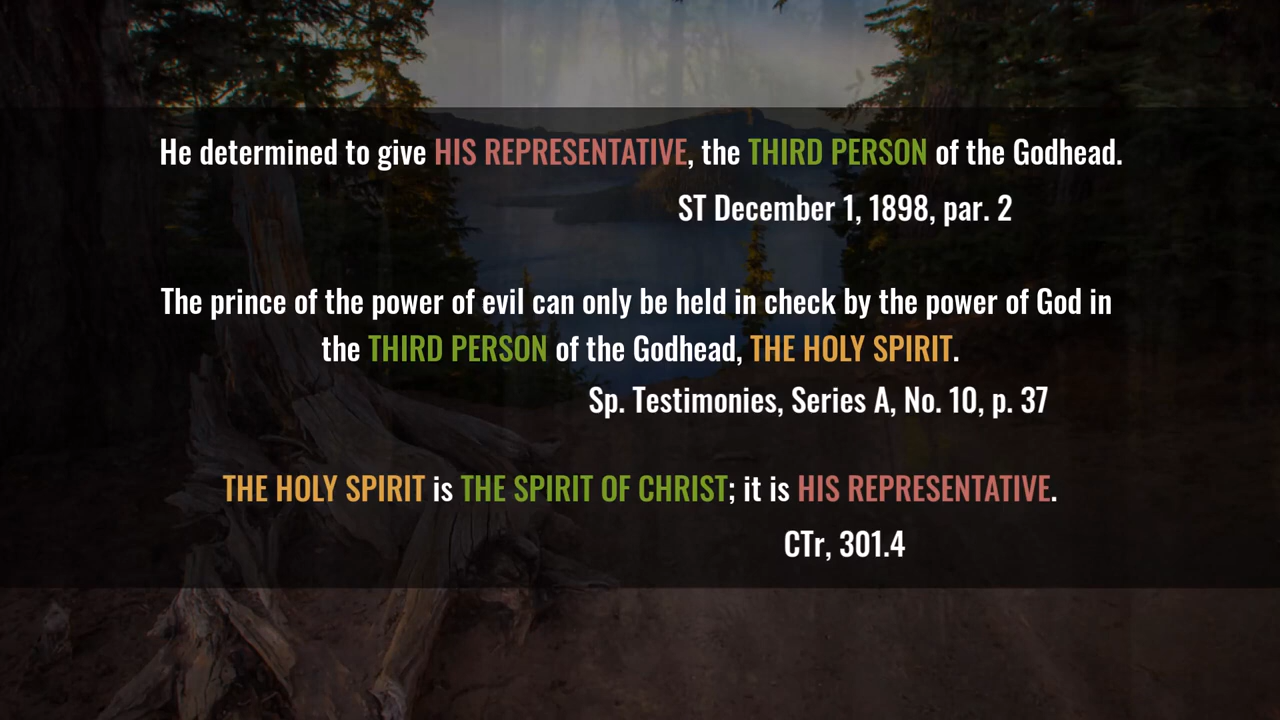 He determined to give HIS REPRESENTATIVE, the THIRD PERSON of the Godhead.
ST December 1, 1898, par. 2
The prince of the power of evil can only be held in check by the power of God in
the THIRD PERSON of the Godhead, THE HOLY SPIRIT.
Sp. Testimonies, Series A, No. 10, p. 37
THE HOLY SPIRIT is THE SPIRIT OF CHRIST; it is HIS REPRESENTATIVE.
CTr, 301.4